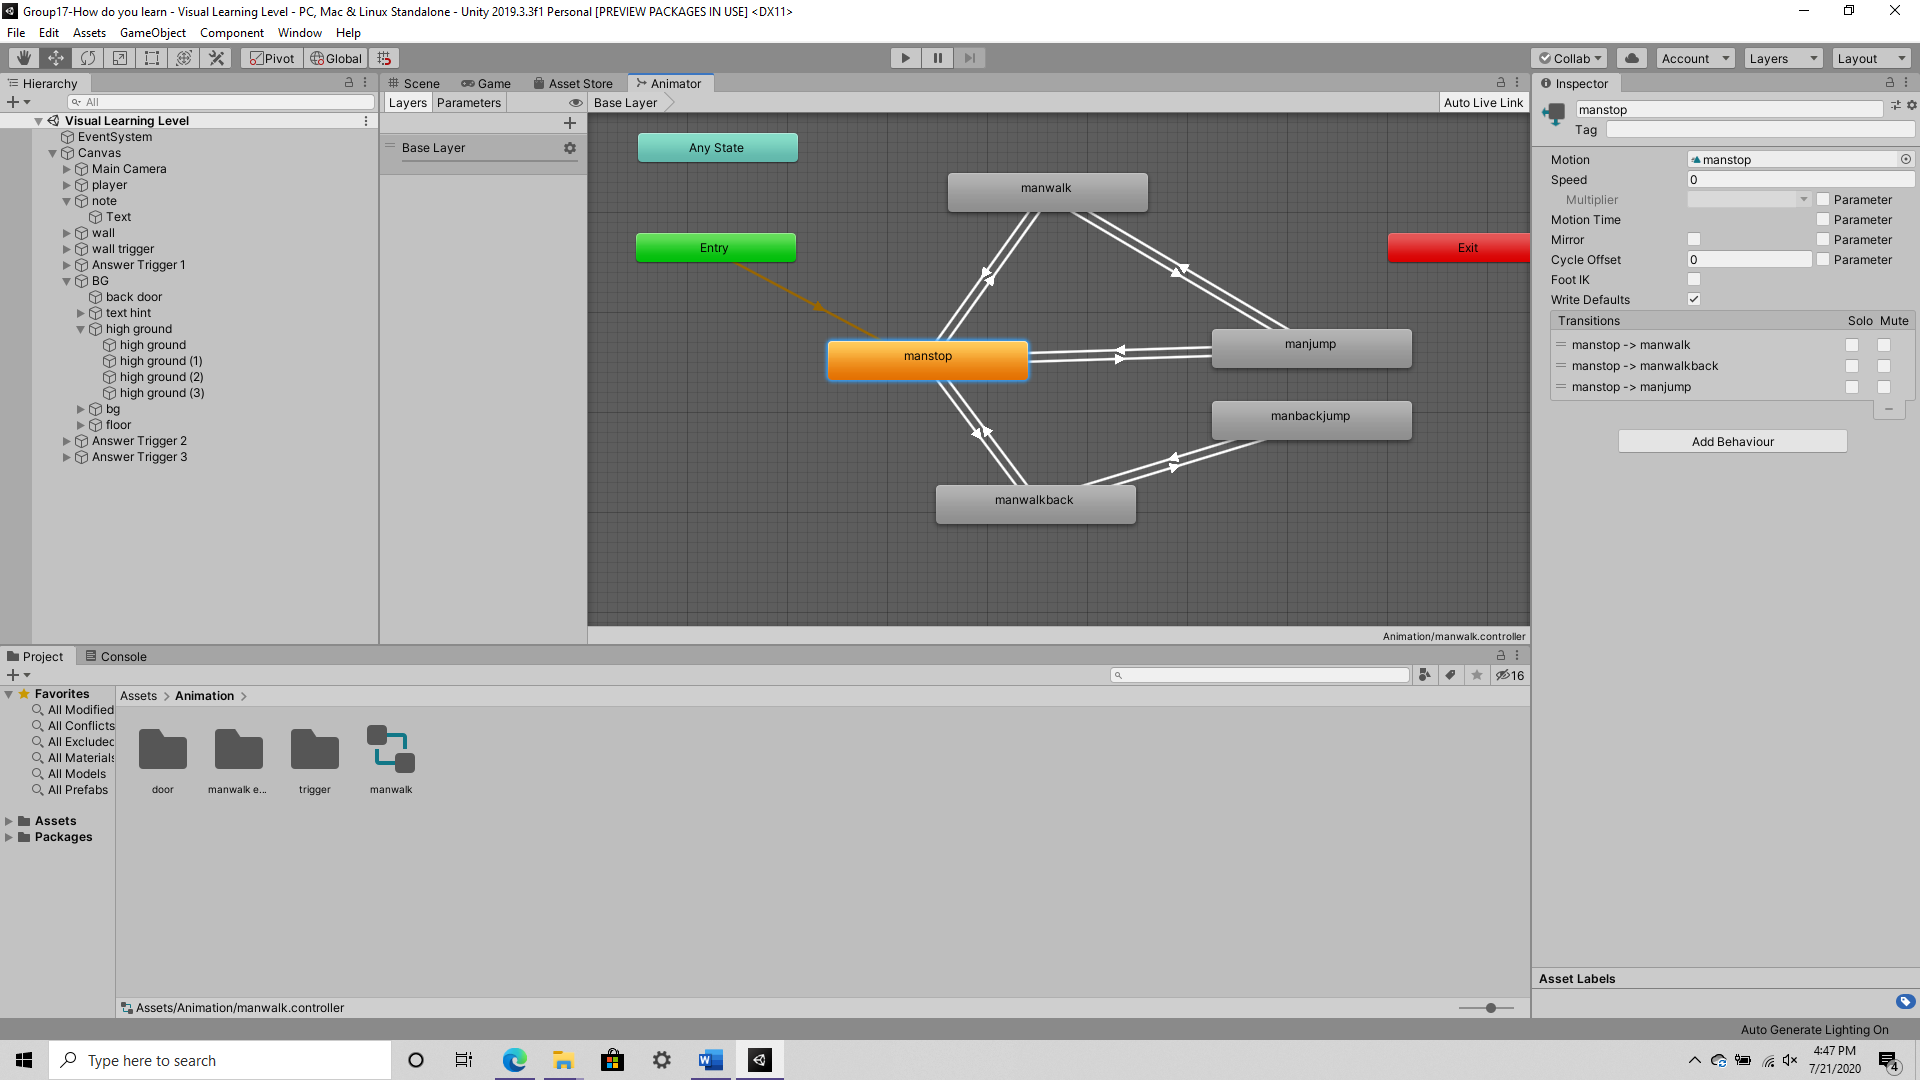 Group17-How do you learn - Visual Learning Level - PC, Mac & Linux Standalone - Unity 2019.3.3f1 Personal [PREVIEW PACKAGES IN USE] <DX11>
File Edit Assets GameObject Component Window Help
Pivot Global Collab Account Layers Layout
Hierarchy
All
Visual Learning Level
EventSystem
Canvas
Main Camera
player
note
Text
wall
wall trigger
Answer Trigger 1
BG
back door
text hint
high ground
high ground
high ground (1)
high ground (2)
high ground (3)
bg
floor
Answer Trigger 2
Answer Trigger 3
Scene Game Asset Store Animator
Layers Parameters Base Layer Auto Live Link
Base Layer
Any State
manwalk
Entry
Exit
manstop
manjump
manbackjump
manwalkback
Animation/manwalk.controller
Inspector
manstop
Tag
Motion manstop
Speed 0
Multiplier Parameter
Motion Time Parameter
Mirror Parameter
Cycle Offset 0 Parameter
Foot IK
Write Defaults
Transitions Solo Mute
manstop -> manwalk
manstop -> manwalkback
manstop -> manjump
Add Behaviour
Asset Labels
Project Console
16
Favorites
All Modified
All Conflicts
All Excluded
All Materials
All Models
All Prefabs
Assets
Packages
Assets > Animation >
door manwalk e... trigger manwalk
Assets/Animation/manwalk.controller
Auto Generate Lighting On
Type here to search
4:47 PM
7/21/2020
4